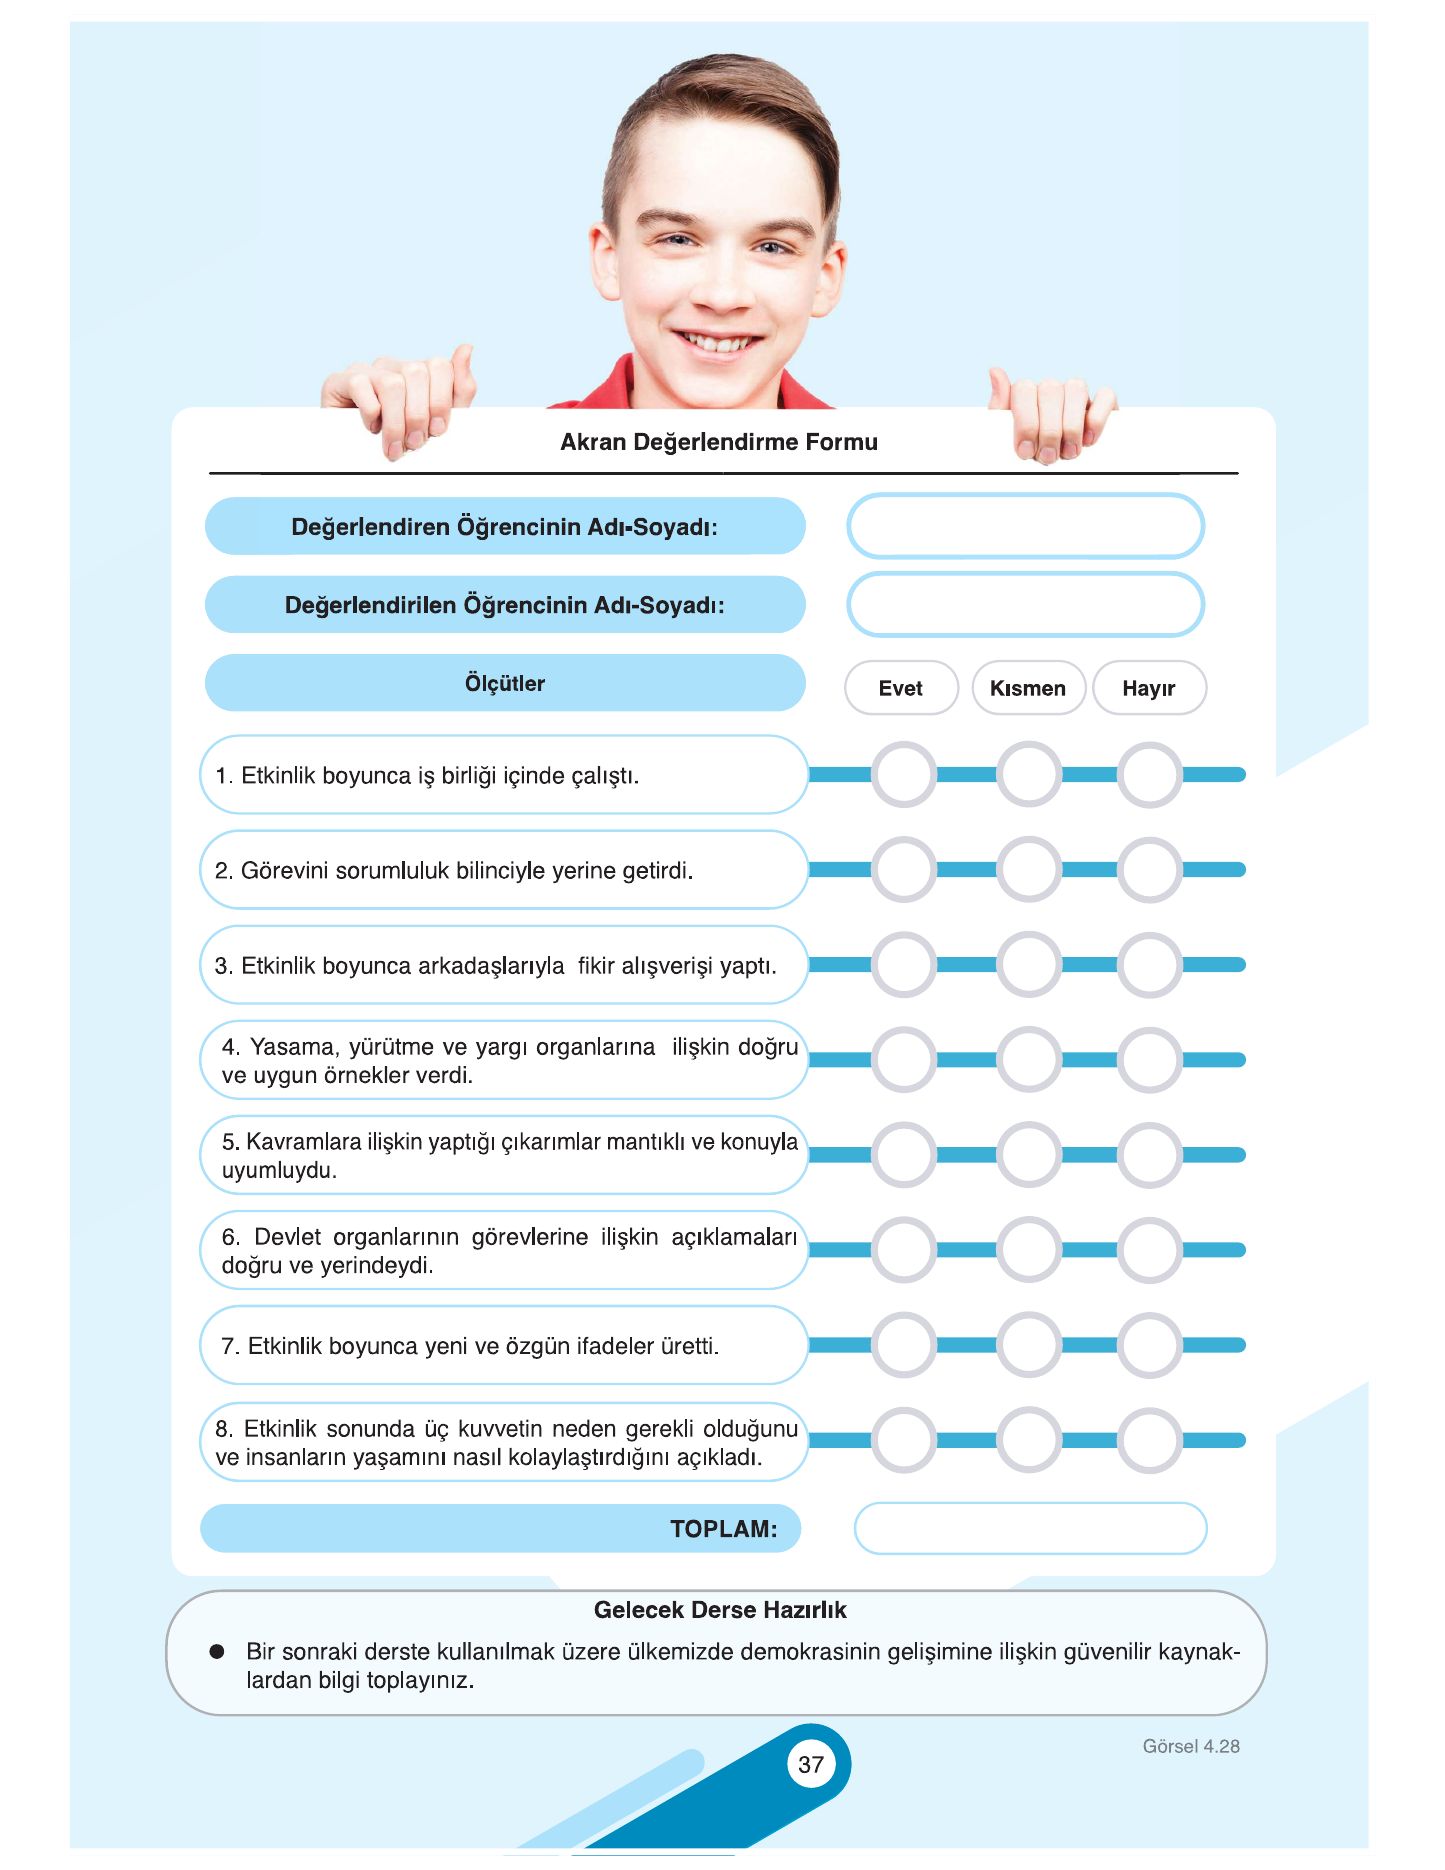 Akran Değerlendirme Formu
Değerlendiren Öğrencinin Adı-Soyadı:
Değerlendirilen Öğrencinin Adı-Soyadı:
Ölçütler
Evet
Kısmen
Hayır
1. Etkinlik boyunca iş birliği içinde çalıştı.
2. Görevini sorumluluk bilinciyle yerine getirdi.
3. Etkinlik boyunca arkadaşlarıyla fikir alışverişi yaptı.
4. Yasama, yürütme ve yargı organlarına ilişkin doğru
ve uygun örnekler verdi.
5. Kavramlara ilişkin yaptığı çıkarımlar mantıklı ve konuyla
uyumluydu.
6. Devlet organlarının görevlerine ilişkin açıklamaları
doğru ve yerindeydi.
7. Etkinlik boyunca yeni ve özgün ifadeler üretti.
8. Etkinlik sonunda üç kuvvetin neden gerekli olduğunu
ve insanların yaşamını nasıl kolaylaştırdığını açıkladı.
TOPLAM:
Gelecek Derse Hazırlık
● Bir sonraki derste kullanılmak üzere ülkemizde demokrasinin gelişimine ilişkin güvenilir kaynak-
lardan bilgi toplayınız.
Görsel 4.28
37